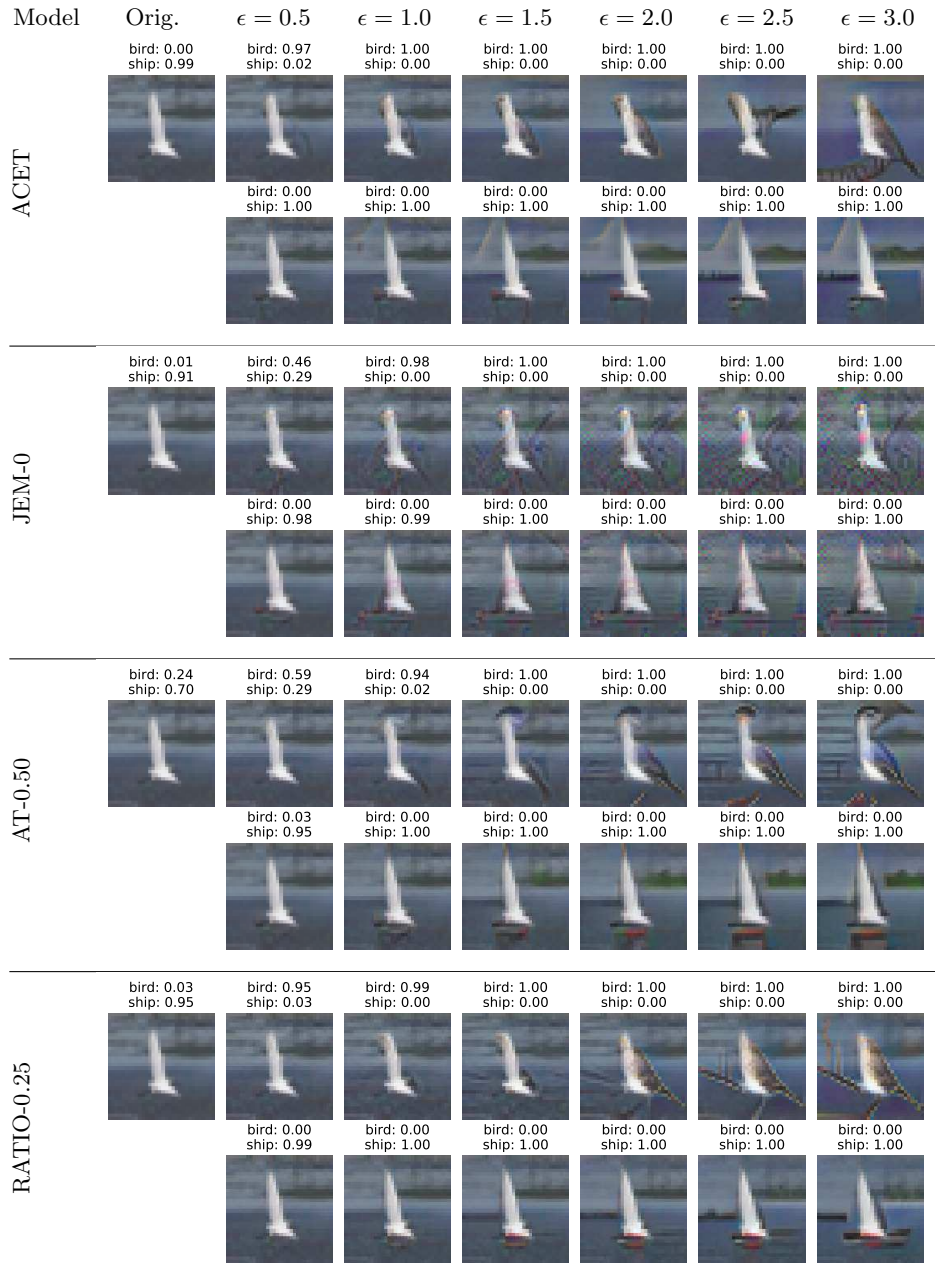 Model Orig. ϵ = 0.5 ϵ = 1.0 ϵ = 1.5 ϵ = 2.0 ϵ = 2.5 ϵ = 3.0
ACET
bird: 0.00 bird: 0.97 bird: 1.00 bird: 1.00 bird: 1.00 bird: 1.00 bird: 1.00
ship: 0.99 ship: 0.02 ship: 0.00 ship: 0.00 ship: 0.00 ship: 0.00 ship: 0.00
bird: 0.00 bird: 0.00 bird: 0.00 bird: 0.00 bird: 0.00 bird: 0.00
ship: 1.00 ship: 1.00 ship: 1.00 ship: 1.00 ship: 1.00 ship: 1.00
JEM-0
bird: 0.01 bird: 0.46 bird: 0.98 bird: 1.00 bird: 1.00 bird: 1.00 bird: 1.00
ship: 0.91 ship: 0.29 ship: 0.00 ship: 0.00 ship: 0.00 ship: 0.00 ship: 0.00
bird: 0.00 bird: 0.00 bird: 0.00 bird: 0.00 bird: 0.00 bird: 0.00
ship: 0.98 ship: 0.99 ship: 1.00 ship: 1.00 ship: 1.00 ship: 1.00
AT-0.50
bird: 0.24 bird: 0.59 bird: 0.94 bird: 1.00 bird: 1.00 bird: 1.00 bird: 1.00
ship: 0.70 ship: 0.29 ship: 0.02 ship: 0.00 ship: 0.00 ship: 0.00 ship: 0.00
bird: 0.03 bird: 0.00 bird: 0.00 bird: 0.00 bird: 0.00 bird: 0.00
ship: 0.95 ship: 1.00 ship: 1.00 ship: 1.00 ship: 1.00 ship: 1.00
RATIO-0.25
bird: 0.03 bird: 0.95 bird: 0.99 bird: 1.00 bird: 1.00 bird: 1.00 bird: 1.00
ship: 0.95 ship: 0.03 ship: 0.00 ship: 0.00 ship: 0.00 ship: 0.00 ship: 0.00
bird: 0.00 bird: 0.00 bird: 0.00 bird: 0.00 bird: 0.00 bird: 0.00
ship: 0.99 ship: 1.00 ship: 1.00 ship: 1.00 ship: 1.00 ship: 1.00